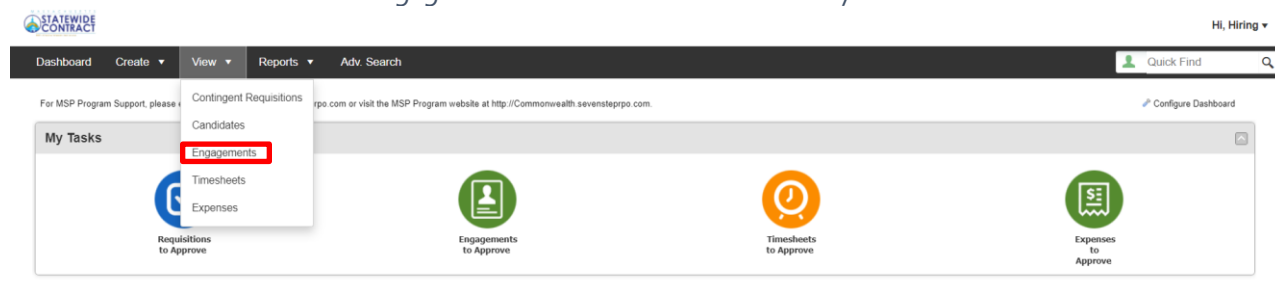 STATEWIDE
CONTRACT
Hi, Hiring ▾
Dashboard Create ▾ View ▾ Reports ▾ Adv. Search Quick Find
For MSP Program Support, please rpo.com or visit the MSP Program website at http://Commonwealth.sevensteprpo.com.
Configure Dashboard
Contingent Requisitions
Candidates
Engagements
Timesheets
Expenses
My Tasks
Requisitions
to Approve
Engagements
to Approve
Timesheets
to Approve
Expenses
to
Approve